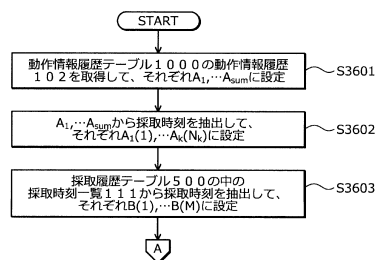 START
動作情報履歴テーブル1000の動作情報履歴
102を取得して、それぞれA1,…Asumに設定
S3601
A1,…Asumから採取時刻を抽出して、
それぞれA1(1),…Ak(Nk)に設定
S3602
採取履歴テーブル500の中の
採取時刻一覧111から採取時刻を抽出して、
それぞれB(1),…B(M)に設定
S3603
A